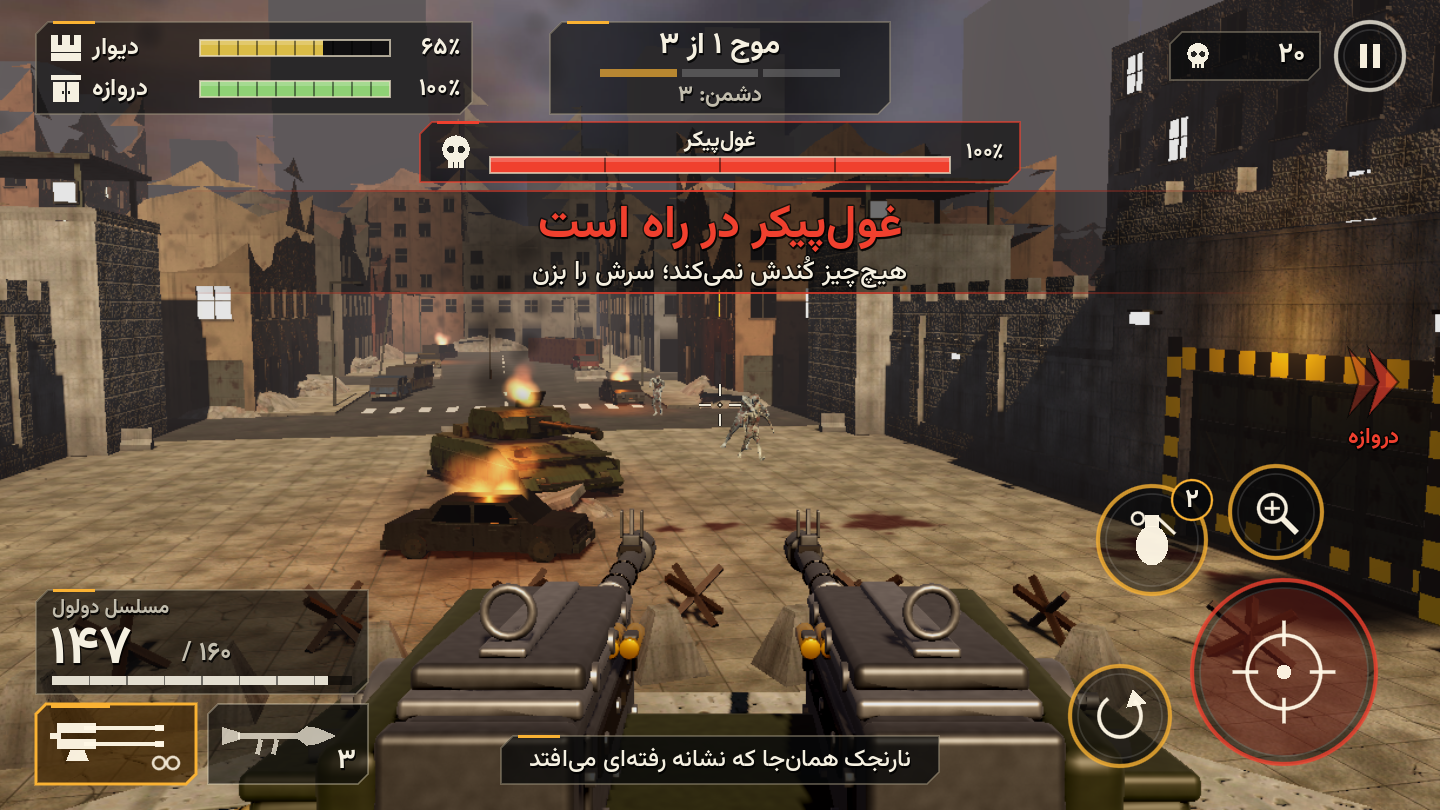 دیوار ۶۵٪
دروازه ۱۰۰٪
موج ۱ از ۳
دشمن: ۳
۲۰
غول‌پیکر
۱۰۰٪
غول‌پیکر در راه است
هیچ‌چیز کُندش نمی‌کند؛ سرش را بزن
دروازه
۲
مسلسل دولول
۱۴۷ / ۱۶۰
∞
۳
نارنجک همان‌جا که نشانه رفته‌ای می‌افتد